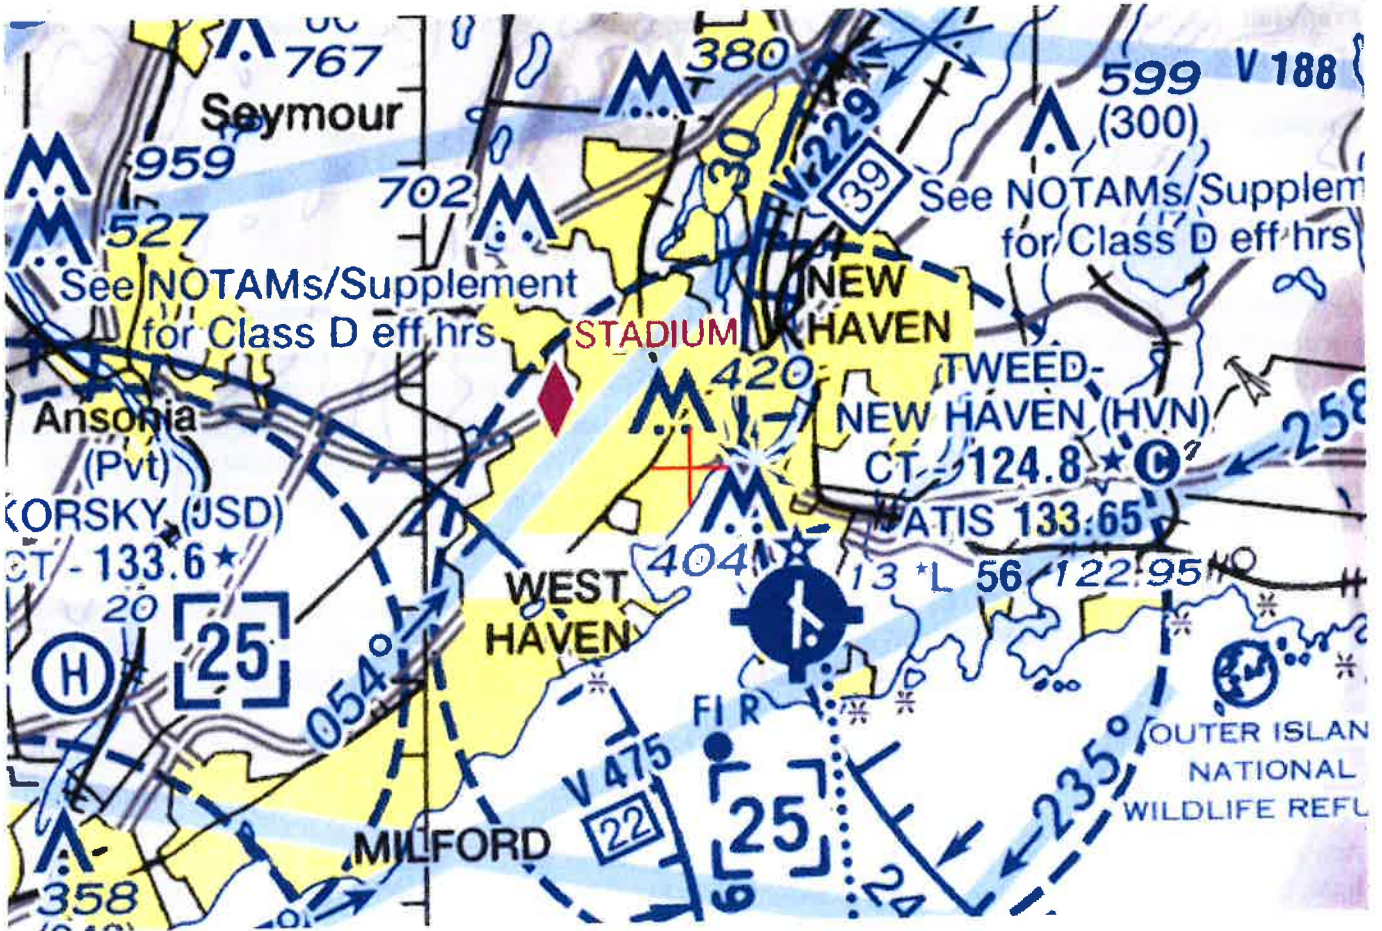 767
380
599
(300)
V 188
Seymour
30
V-229
959
702
39
See NOTAMs/Supplem
for Class D eff hrs
527
See NOTAMs/Supplement
for Class D eff hrs
NEW
HAVEN
STADIUM
420
TWEED-
NEW HAVEN (HVN)
CT - 124.8 ★ C
ATIS 133.65
258
Ansonia
(Pvt)
KORSKY (JSD)
CT - 133.6 ★
20
H
25
WEST
HAVEN
404
13 *L 56 122.95
054°
V 475
22
25
235°
OUTER ISLAN
NATIONAL
WILDLIFE REFU
MILFORD
358
24